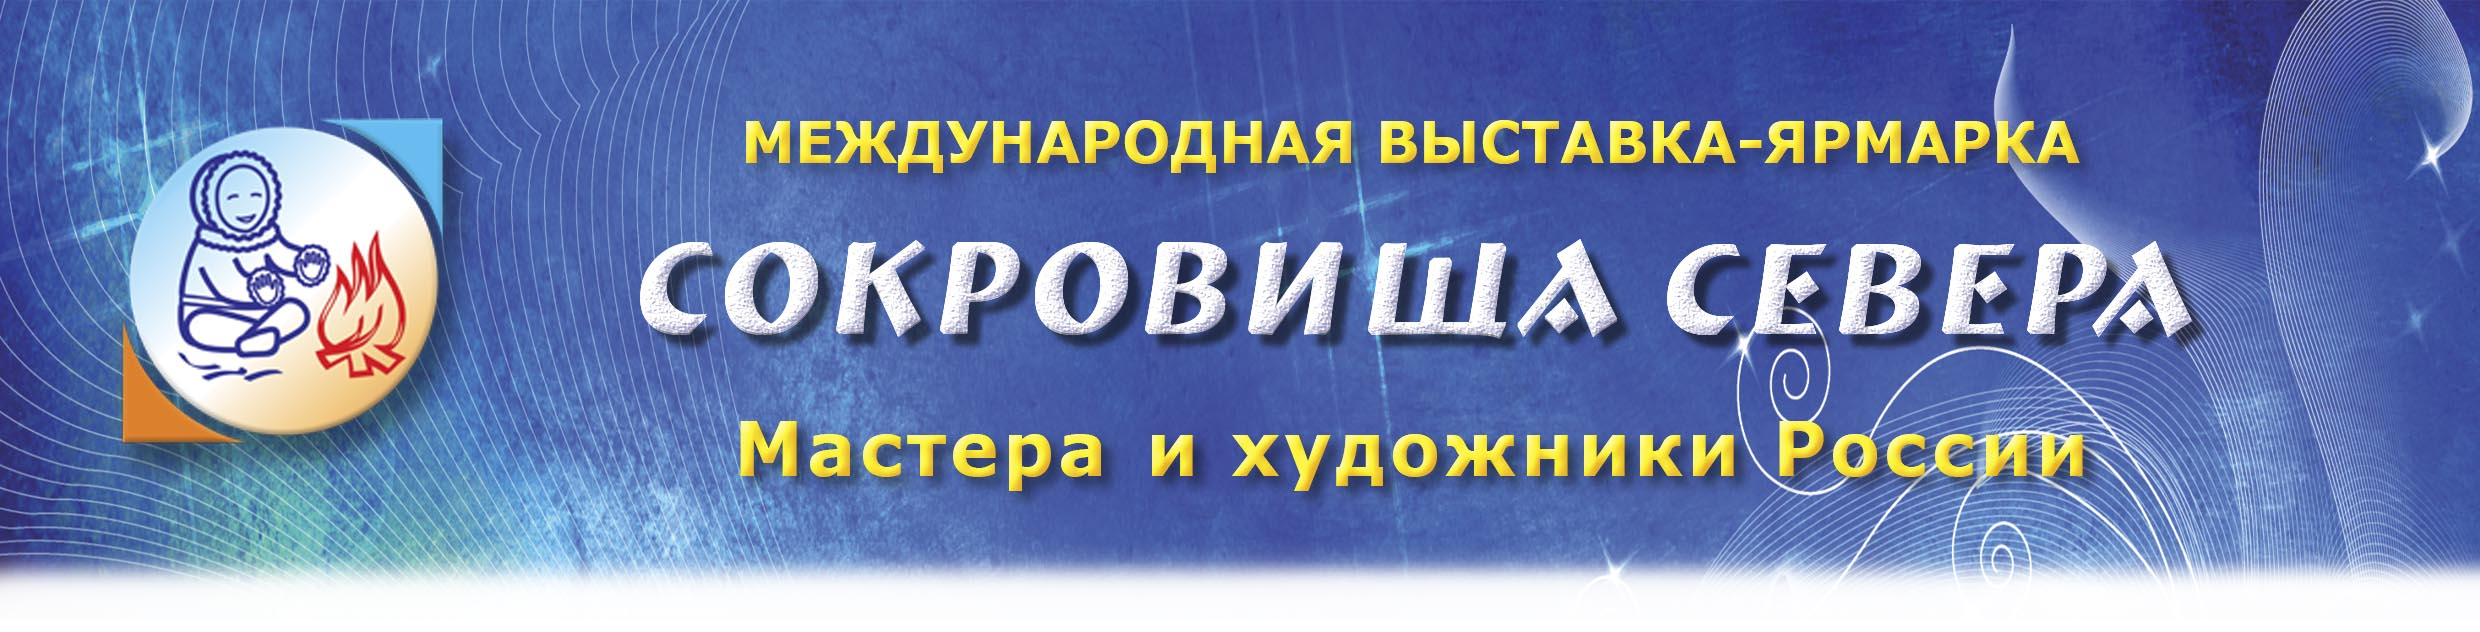 МЕЖДУНАРОДНАЯ ВЫСТАВКА-ЯРМАРКА
СОКРОВИЩА СЕВЕРА
Мастера и художники России